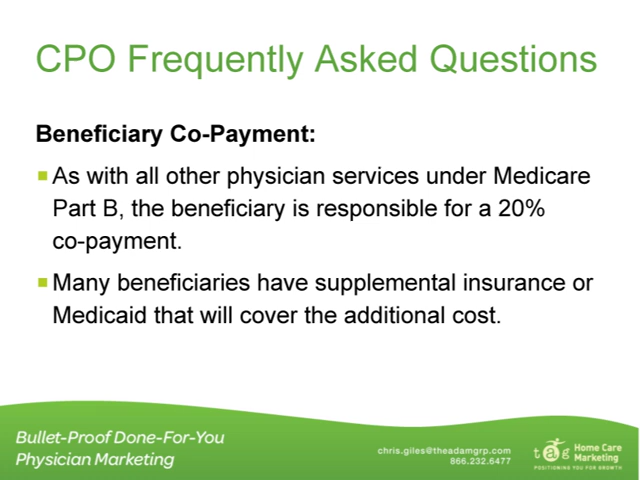 CPO Frequently Asked Questions
Beneficiary Co-Payment:
As with all other physician services under Medicare
Part B, the beneficiary is responsible for a 20%
co-payment.
Many beneficiaries have supplemental insurance or
Medicaid that will cover the additional cost.
Bullet-Proof Done-For-You
Physician Marketing
chris.giles@theadamgrp.com
866.232.6477
tag Home Care
Marketing
POSITIONING YOU FOR GROWTH